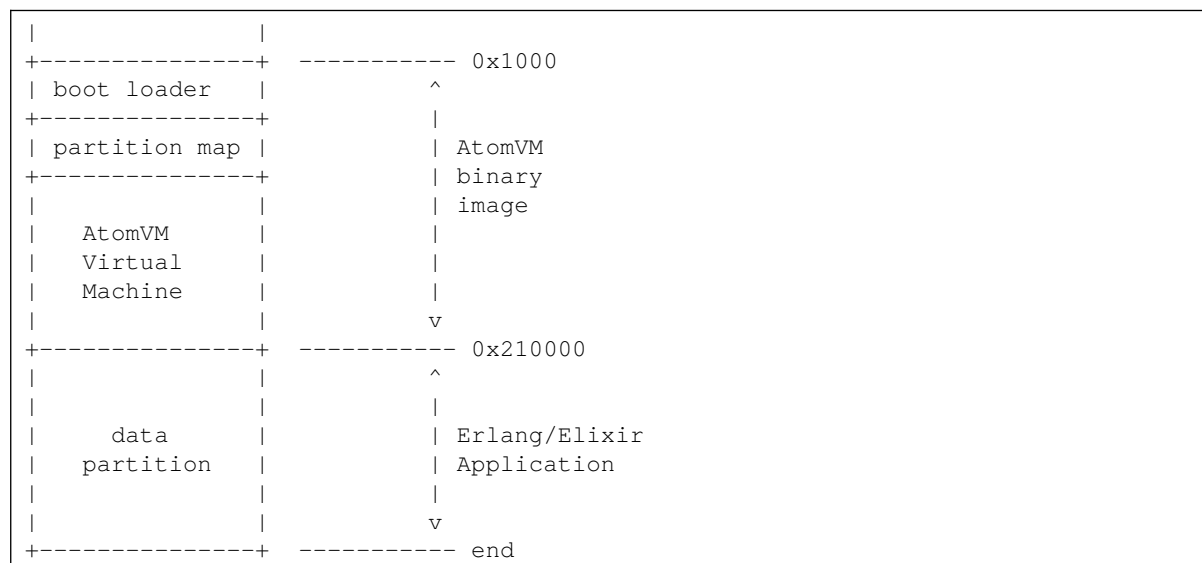 |               |
+---------------+  ----------- 0x1000
| boot loader   |           ^
+---------------+           |
| partition map |           | AtomVM
+---------------+           | binary
|               |           | image
|   AtomVM      |           |
|   Virtual     |           |
|   Machine     |           |
|               |           v
+---------------+  ----------- 0x210000
|               |           ^
|               |           |
|     data      |           | Erlang/Elixir
|   partition   |           | Application
|               |           |
|               |           v
+---------------+  ----------- end